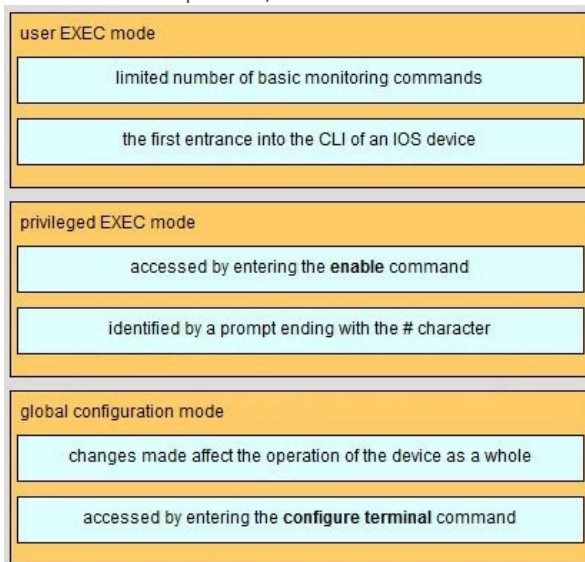 user EXEC mode
limited number of basic monitoring commands
the first entrance into the CLI of an IOS device
privileged EXEC mode
accessed by entering the enable command
identified by a prompt ending with the # character
global configuration mode
changes made affect the operation of the device as a whole
accessed by entering the configure terminal command